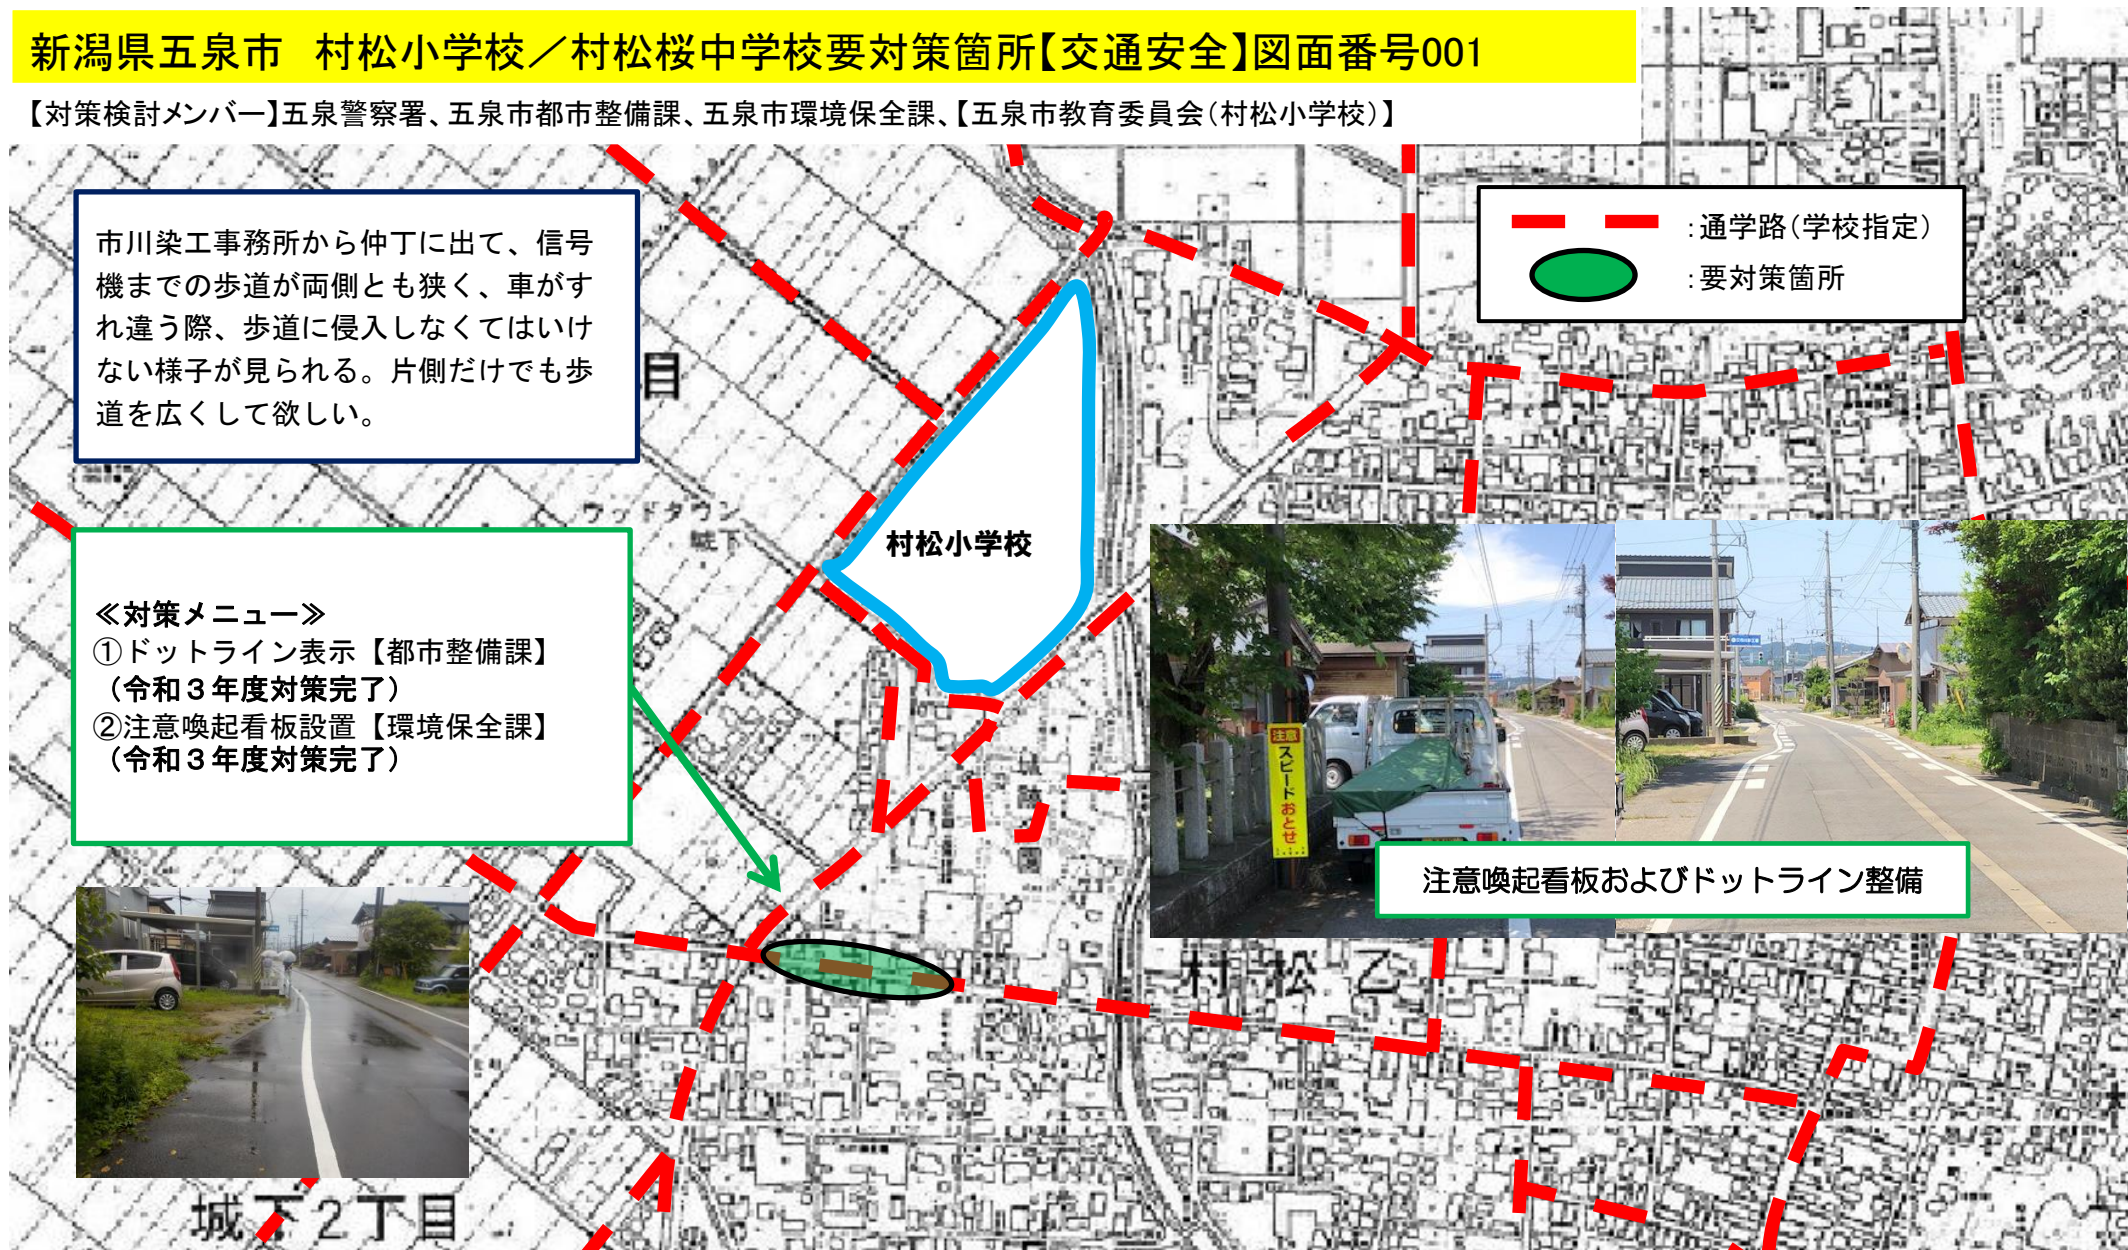 新潟県五泉市　村松小学校／村松桜中学校要対策箇所【交通安全】図面番号001
【対策検討メンバー】五泉警察署、五泉市都市整備課、五泉市環境保全課、【五泉市教育委員会（村松小学校）】
市川染工事務所から仲丁に出て、信号
機までの歩道が両側とも狭く、車がす
れ違う際、歩道に侵入しなくてはいけ
ない様子が見られる。片側だけでも歩
道を広くして欲しい。
：通学路（学校指定）
：要対策箇所
目
ウッドタウン
城下
村松小学校
≪対策メニュー≫
①ドットライン表示【都市整備課】
（令和３年度対策完了）
②注意喚起看板設置【環境保全課】
（令和３年度対策完了）
注意
スピードおとせ
注意喚起看板およびドットライン整備
村松乙
城下2丁目